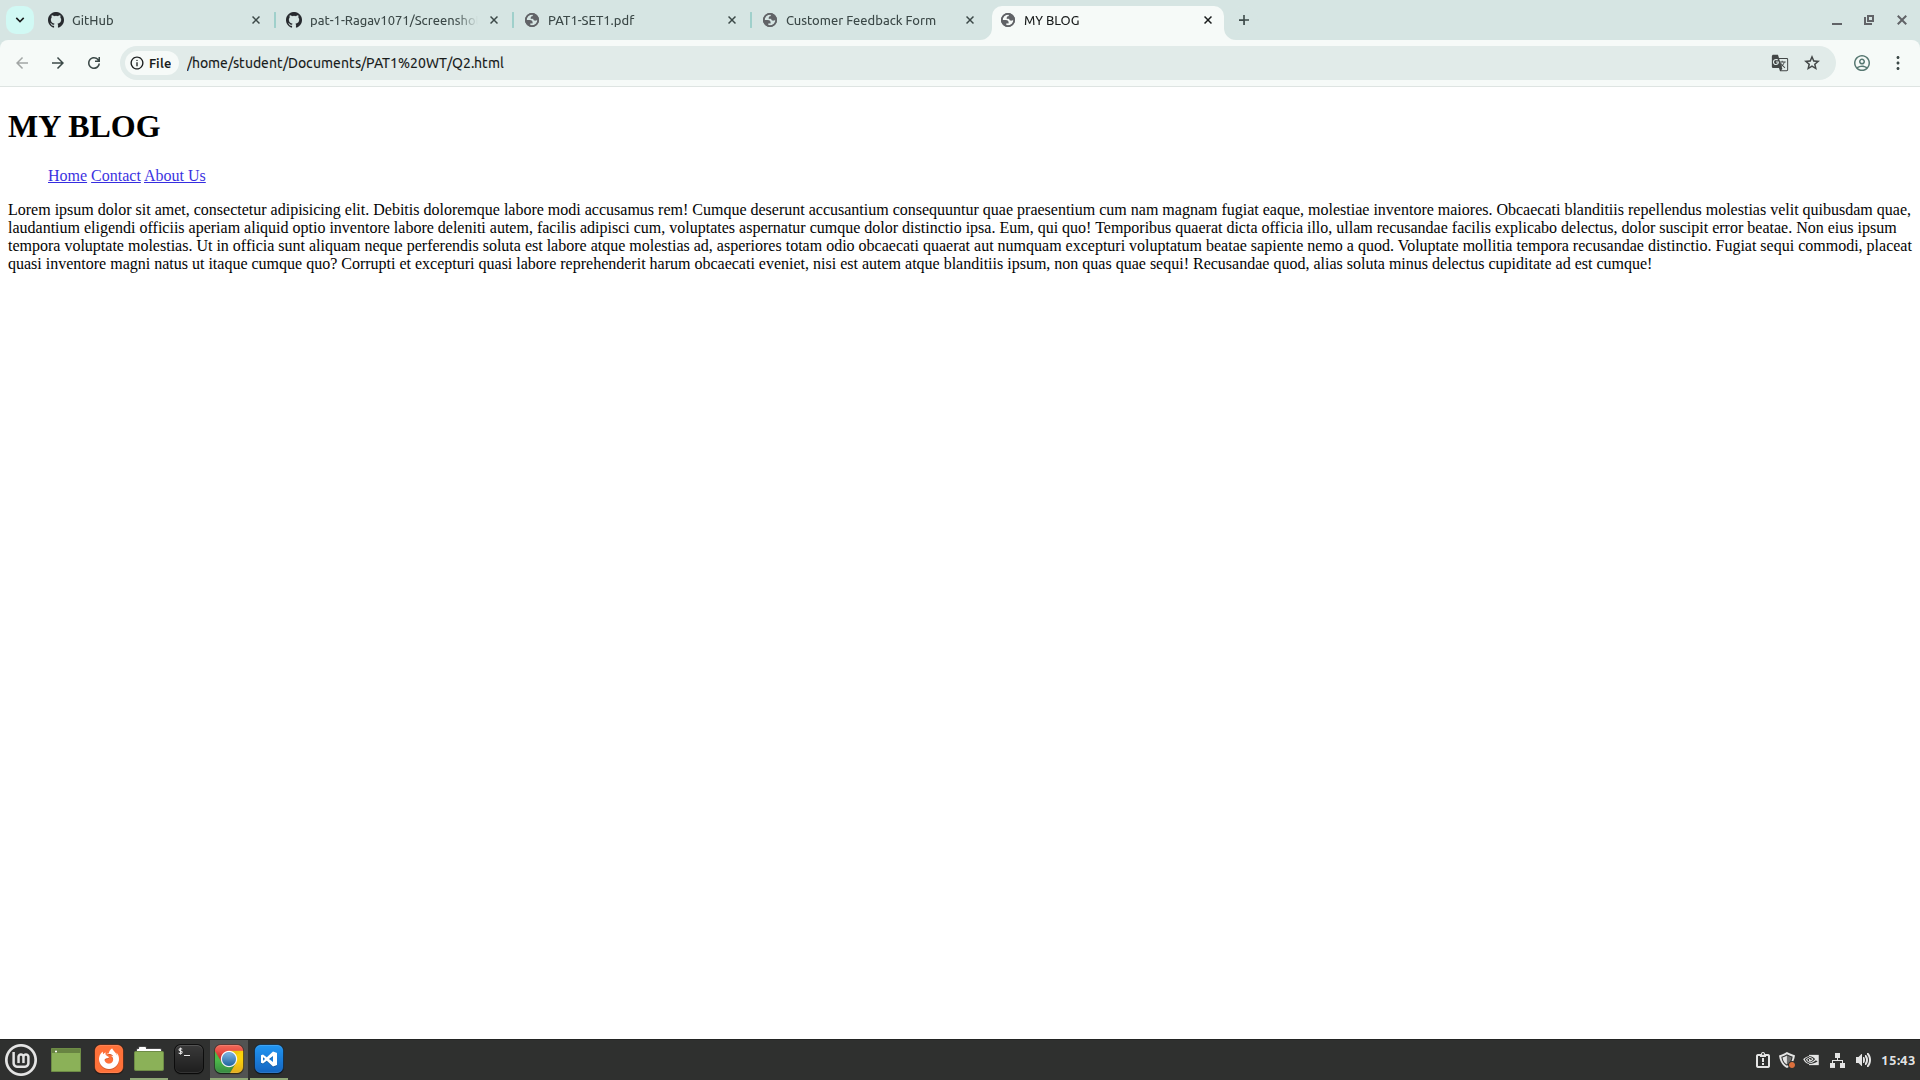 GitHub
pat-1-Ragav1071/Screensho
PAT1-SET1.pdf
Customer Feedback Form
MY BLOG
File
/home/student/Documents/PAT1%20WT/Q2.html
MY BLOG
Home Contact About Us
Lorem ipsum dolor sit amet, consectetur adipisicing elit. Debitis doloremque labore modi accusamus rem! Cumque deserunt accusantium consequuntur quae praesentium cum nam magnam fugiat eaque, molestiae inventore maiores. Obcaecati blanditiis repellendus molestias velit quibusdam quae,
laudantium eligendi officiis aperiam aliquid optio inventore labore deleniti autem, facilis adipisci cum, voluptates aspernatur cumque dolor distinctio ipsa. Eum, qui quo! Temporibus quaerat dicta officia illo, ullam recusandae facilis explicabo delectus, dolor suscipit error beatae. Non eius ipsum
tempora voluptate molestias. Ut in officia sunt aliquam neque perferendis soluta est labore atque molestias ad, asperiores totam odio obcaecati quaerat aut numquam excepturi voluptatum beatae sapiente nemo a quod. Voluptate mollitia tempora recusandae distinctio. Fugiat sequi commodi, placeat
quasi inventore magni natus ut itaque cumque quo? Corrupti et excepturi quasi labore reprehenderit harum obcaecati eveniet, nisi est autem atque blanditiis ipsum, non quas quae sequi! Recusandae quod, alias soluta minus delectus cupiditate ad est cumque!
15:43